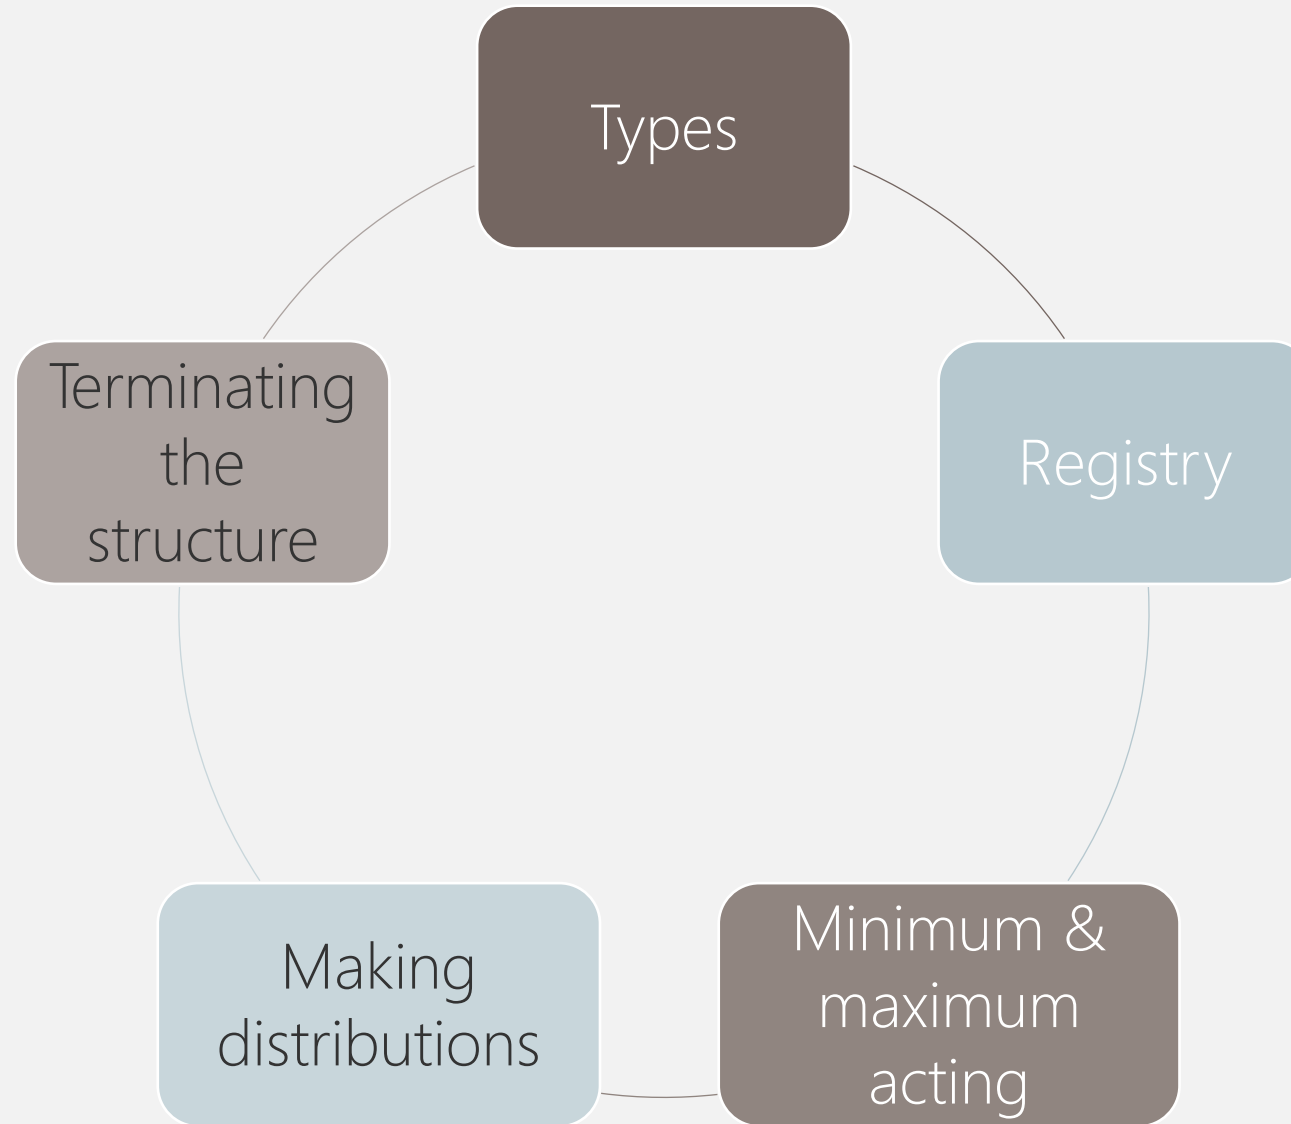 Types
Registry
Minimum &
maximum
acting
Making
distributions
Terminating
the
structure